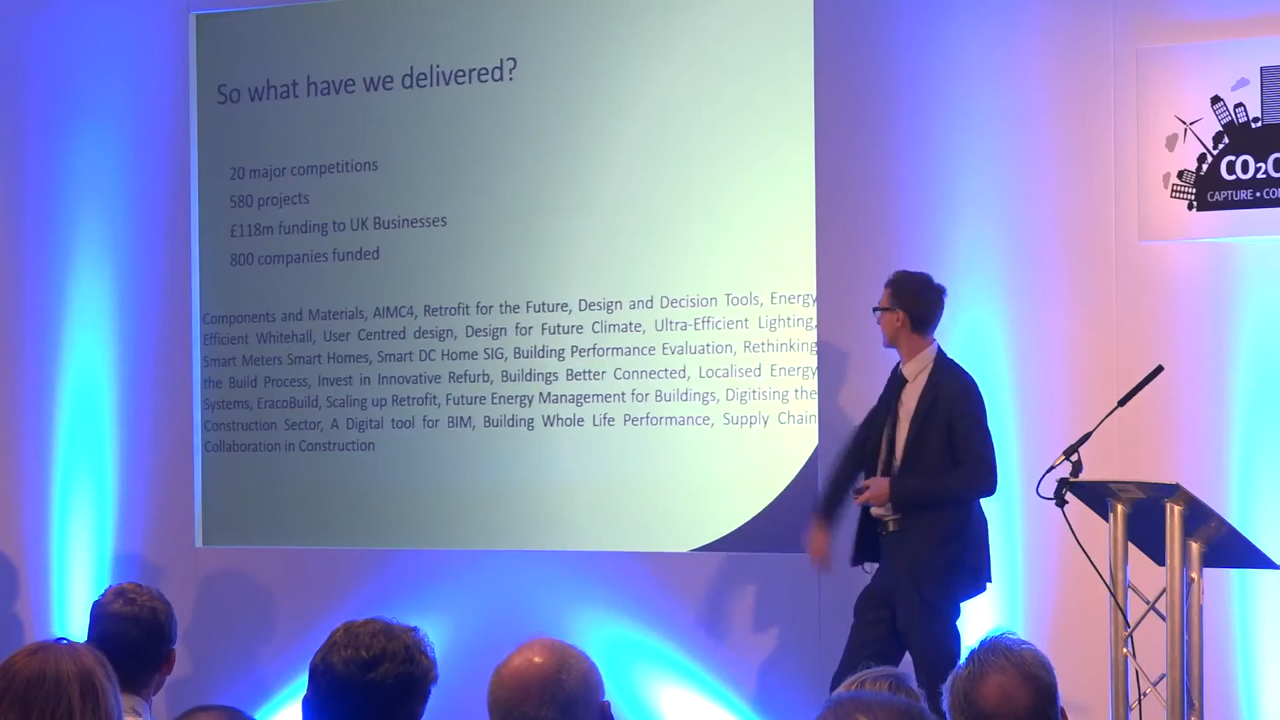 So what have we delivered?
20 major competitions
580 projects
£118m funding to UK Businesses
800 companies funded
Components and Materials, AIMC4, Retrofit for the Future, Design and Decision Tools, Energy
Efficient Whitehall, User Centred design, Design for Future Climate, Ultra-Efficient Lighting,
Smart Meters Smart Homes, Smart DC Home SIG, Building Performance Evaluation, Rethinking
the Build Process, Invest in Innovative Refurb, Buildings Better Connected, Localised Energy
Systems, EracoBuild, Scaling up Retrofit, Future Energy Management for Buildings, Digitising the
Construction Sector, A Digital tool for BIM, Building Whole Life Performance, Supply Chain
Collaboration in Construction
CO₂
CAPTURE •